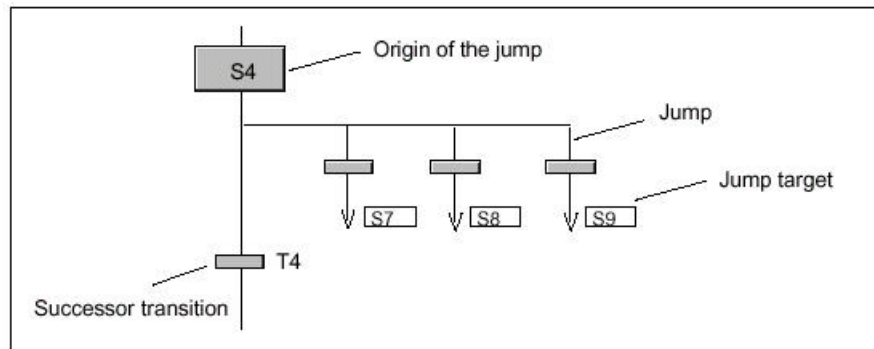 Origin of the jump
S4
Jump
Jump target
S7
S8
S9
T4
Successor transition